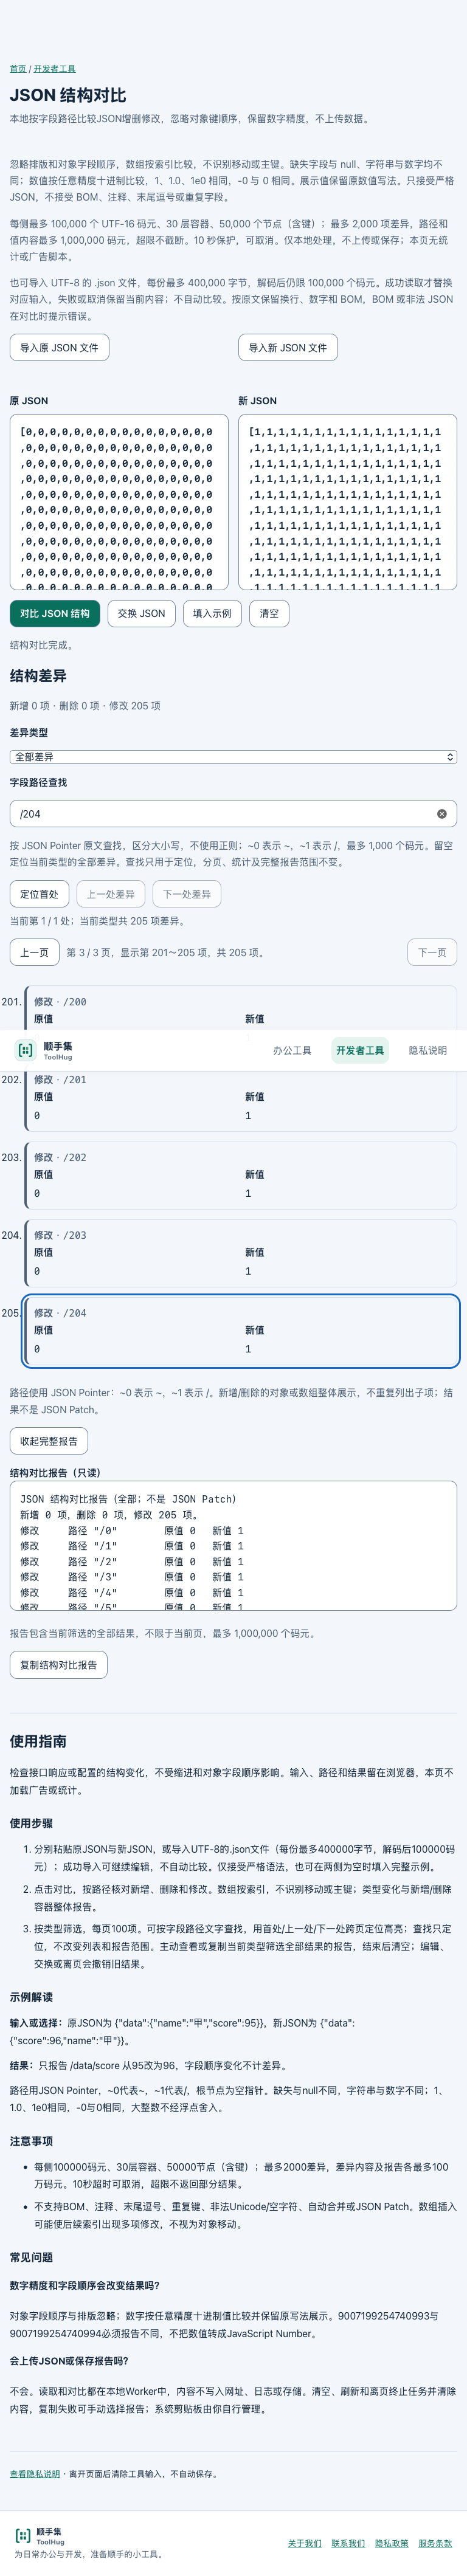 首页 / 开发者工具
JSON 结构对比
本地按字段路径比较JSON增删修改，忽略对象键顺序，保留数字精度，不上传数据。
忽略排版和对象字段顺序，数组按索引比较，不识别移动或主键。缺失字段与 null、字符串与数字均不
同；数值按任意精度十进制比较，1、1.0、1e0 相同，-0 与 0 相同。展示值保留原数值写法。只接受严格
JSON，不接受 BOM、注释、末尾逗号或重复字段。
每侧最多 100,000 个 UTF-16 码元、30 层容器、50,000 个节点（含键）；最多 2,000 项差异，路径和
值内容最多 1,000,000 码元，超限不截断。10 秒保护，可取消。仅本地处理，不上传或保存；本页无统
计或广告脚本。
也可导入 UTF-8 的 .json 文件，每份最多 400,000 字节，解码后仍限 100,000 个码元。成功读取才替换
对应输入，失败或取消保留当前内容；不自动比较。按原文保留换行、数字和 BOM，BOM 或非法 JSON
在对比时提示错误。
导入原 JSON 文件 导入新 JSON 文件
原 JSON 新 JSON
[0,0,0,0,0,0,0,0,0,0,0,0,0,0,0,0 [1,1,1,1,1,1,1,1,1,1,1,1,1,1,1,1
,0,0,0,0,0,0,0,0,0,0,0,0,0,0,0,0 ,1,1,1,1,1,1,1,1,1,1,1,1,1,1,1,1
,0,0,0,0,0,0,0,0,0,0,0,0,0,0,0,0 ,1,1,1,1,1,1,1,1,1,1,1,1,1,1,1,1
,0,0,0,0,0,0,0,0,0,0,0,0,0,0,0,0 ,1,1,1,1,1,1,1,1,1,1,1,1,1,1,1,1
,0,0,0,0,0,0,0,0,0,0,0,0,0,0,0,0 ,1,1,1,1,1,1,1,1,1,1,1,1,1,1,1,1
,0,0,0,0,0,0,0,0,0,0,0,0,0,0,0,0 ,1,1,1,1,1,1,1,1,1,1,1,1,1,1,1,1
,0,0,0,0,0,0,0,0,0,0,0,0,0,0,0,0 ,1,1,1,1,1,1,1,1,1,1,1,1,1,1,1,1
,0,0,0,0,0,0,0,0,0,0,0,0,0,0,0,0 ,1,1,1,1,1,1,1,1,1,1,1,1,1,1,1,1
,0,0,0,0,0,0,0,0,0,0,0,0,0,0,0,0 ,1,1,1,1,1,1,1,1,1,1,1,1,1,1,1,1
,0,0,0,0,0,0,0,0,0,0,0,0,0,0,0,0 ,1,1,1,1,1,1,1,1,1,1,1,1,1,1,1,1
,0,0,0,0,0,0,0,0,0,0,0,0,0,0,0,0 ,1,1,1,1,1,1,1,1,1,1,1,1,1,1,1,1
对比 JSON 结构 交换 JSON 填入示例 清空
结构对比完成。
结构差异
新增 0 项 · 删除 0 项 · 修改 205 项
差异类型
全部差异
字段路径查找
/204
按 JSON Pointer 原文查找，区分大小写，不使用正则；~0 表示 ~，~1 表示 /，最多 1,000 个码元。留空
定位当前类型的全部差异。查找只用于定位，分页、统计及完整报告范围不变。
定位首处 上一处差异 下一处差异
当前第 1 / 1 处；当前类型共 205 项差异。
上一页 第 3 / 3 页，显示第 201～205 项，共 205 项。 下一页
201. 修改 · /200
原值 新值
顺手集
ToolHug
办公工具 开发者工具 隐私说明
202. 修改 · /201
原值 新值
0 1
203. 修改 · /202
原值 新值
0 1
204. 修改 · /203
原值 新值
0 1
205. 修改 · /204
原值 新值
0 1
路径使用 JSON Pointer：~0 表示 ~，~1 表示 /。新增/删除的对象或数组整体展示，不重复列出子项；结
果不是 JSON Patch。
收起完整报告
结构对比报告（只读）
JSON 结构对比报告（全部；不是 JSON Patch）
新增 0 项，删除 0 项，修改 205 项。
修改 路径 "/0" 原值 0 新值 1
修改 路径 "/1" 原值 0 新值 1
修改 路径 "/2" 原值 0 新值 1
修改 路径 "/3" 原值 0 新值 1
修改 路径 "/4" 原值 0 新值 1
修改 路径 "/5" 原值 0 新值 1
报告包含当前筛选的全部结果，不限于当前页，最多 1,000,000 个码元。
复制结构对比报告
使用指南
检查接口响应或配置的结构变化，不受缩进和对象字段顺序影响。输入、路径和结果留在浏览器，本页不
加载广告或统计。
使用步骤
1. 分别粘贴原JSON与新JSON，或导入UTF-8的.json文件（每份最多400000字节，解码后100000码
元）；成功导入可继续编辑，不自动比较。仅接受严格语法，也可在两侧为空时填入完整示例。
2. 点击对比，按路径核对新增、删除和修改。数组按索引，不识别移动或主键；类型变化与新增/删除
容器整体报告。
3. 按类型筛选，每页100项。可按字段路径文字查找，用首处/上一处/下一处跨页定位高亮；查找只定
位，不改变列表和报告范围。主动查看或复制当前类型筛选全部结果的报告，结束后清空；编辑、
交换或离页会撤销旧结果。
示例解读
输入或选择：原JSON为 {"data":{"name":"甲","score":95}}，新JSON为 {"data":
{"score":96,"name":"甲"}}。
结果：只报告 /data/score 从95改为96，字段顺序变化不计差异。
路径用JSON Pointer，~0代表~，~1代表/，根节点为空指针。缺失与null不同，字符串与数字不同；1、
1.0、1e0相同，-0与0相同，大整数不经浮点舍入。
注意事项
• 每侧100000码元、30层容器、50000节点（含键）；最多2000差异，差异内容及报告各最多100
万码元。10秒超时可取消，超限不返回部分结果。
• 不支持BOM、注释、末尾逗号、重复键、非法Unicode/空字符、自动合并或JSON Patch。数组插入
可能使后续索引出现多项修改，不视为对象移动。
常见问题
数字精度和字段顺序会改变结果吗？
对象字段顺序与排版忽略；数字按任意精度十进制值比较并保留原写法展示。9007199254740993与
9007199254740994必须报告不同，不把数值转成JavaScript Number。
会上传JSON或保存报告吗？
不会。读取和对比都在本地Worker中，内容不写入网址、日志或存储。清空、刷新和离页终止任务并清除
内容，复制失败可手动选择报告；系统剪贴板由你自行管理。
查看隐私说明 · 离开页面后清除工具输入，不自动保存。
顺手集
ToolHug
为日常办公与开发，准备顺手的小工具。
关于我们 联系我们 隐私政策 服务条款